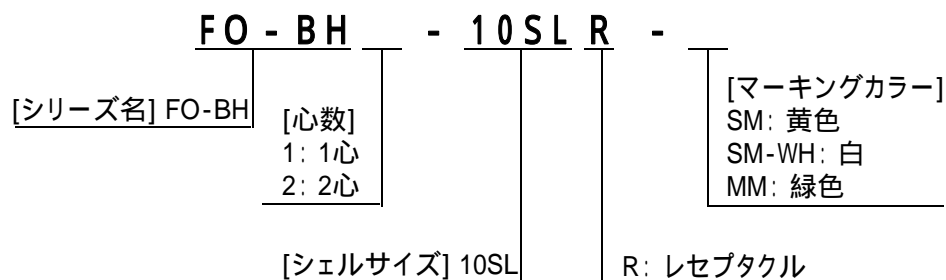 FO-BH - 10SLR -
[シリーズ名] FO-BH
[心数]
1: 1心
2: 2心
[マーキングカラー]
SM: 黄色
SM-WH: 白
MM: 緑色
[シェルサイズ] 10SL
R: レセプタクル